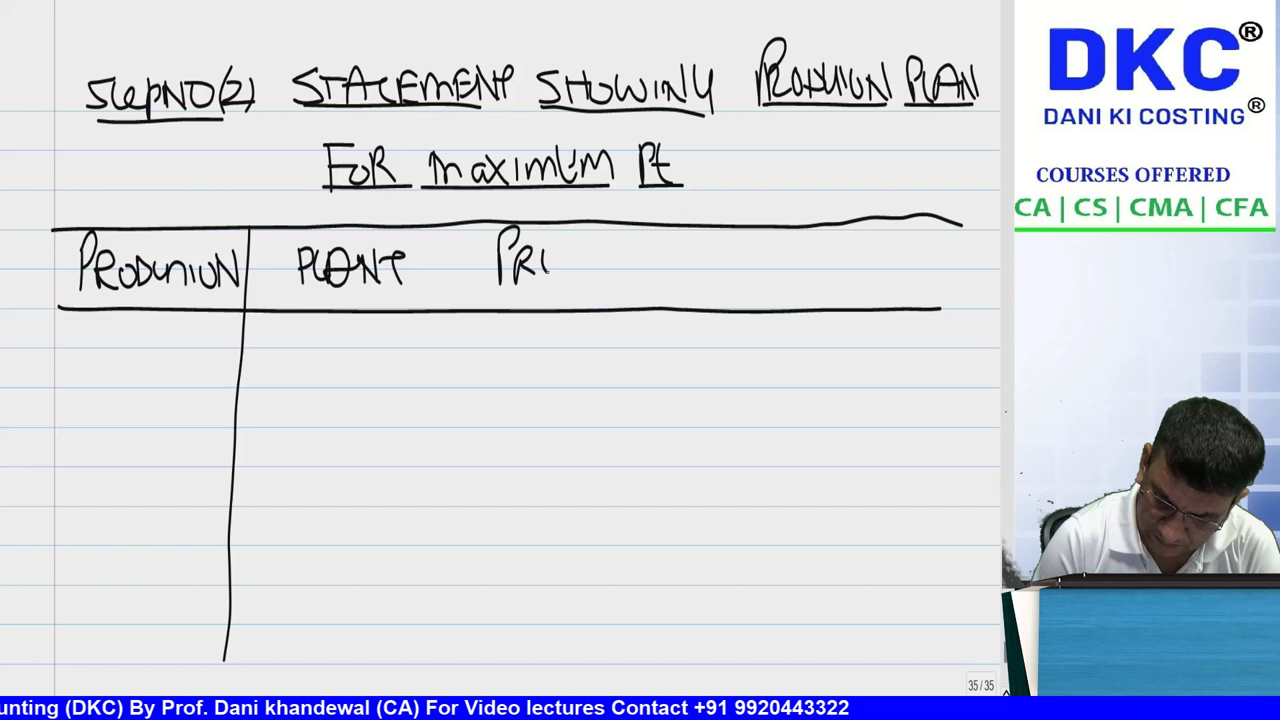 Step NO (2) STATEMENT SHOWING PRODUCTION PLAN
FOR maximum Pt
PRODUCTION PLANT PRI
DKC®
DANI KI COSTING®
COURSES OFFERED
CA | CS | CMA | CFA
35 / 35
unting (DKC) By Prof. Dani khandewal (CA) For Video lectures Contact +91 9920443322